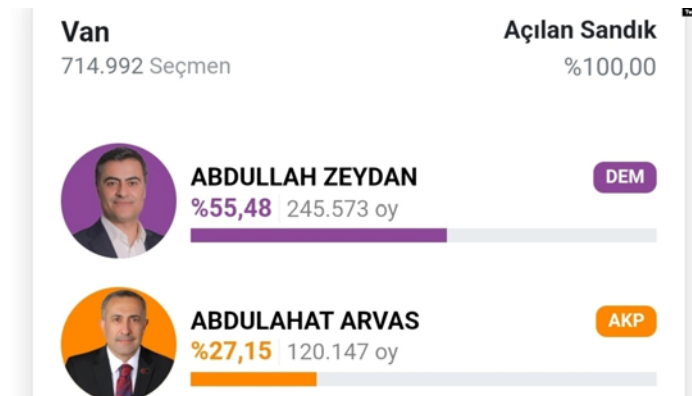 Van
Açılan Sandık
714.992 Seçmen
%100,00
ABDULLAH ZEYDAN
DEM
%55,48 245.573 oy
ABDULAHAT ARVAS
AKP
%27,15 120.147 oy